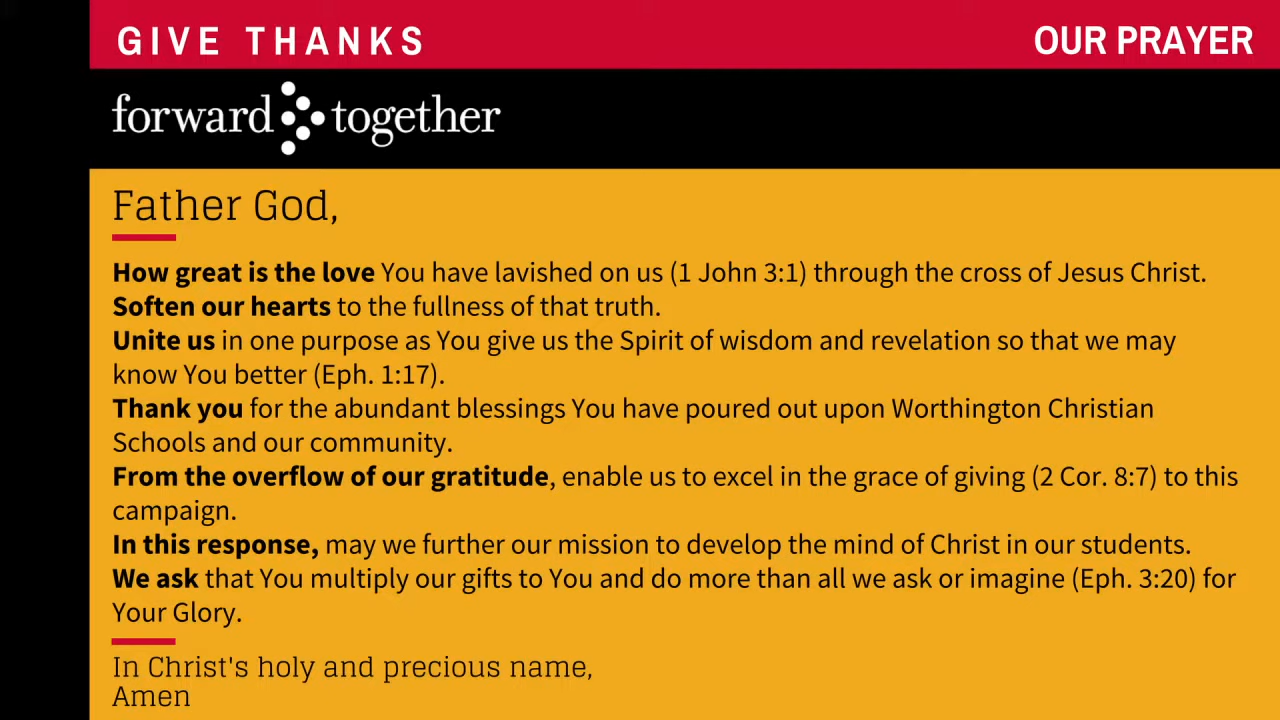 GIVE THANKS
OUR PRAYER
forward together
Father God,
How great is the love You have lavished on us (1 John 3:1) through the cross of Jesus Christ.
Soften our hearts to the fullness of that truth.
Unite us in one purpose as You give us the Spirit of wisdom and revelation so that we may
know You better (Eph. 1:17).
Thank you for the abundant blessings You have poured out upon Worthington Christian
Schools and our community.
From the overflow of our gratitude, enable us to excel in the grace of giving (2 Cor. 8:7) to this
campaign.
In this response, may we further our mission to develop the mind of Christ in our students.
We ask that You multiply our gifts to You and do more than all we ask or imagine (Eph. 3:20) for
Your Glory.
In Christ's holy and precious name,
Amen